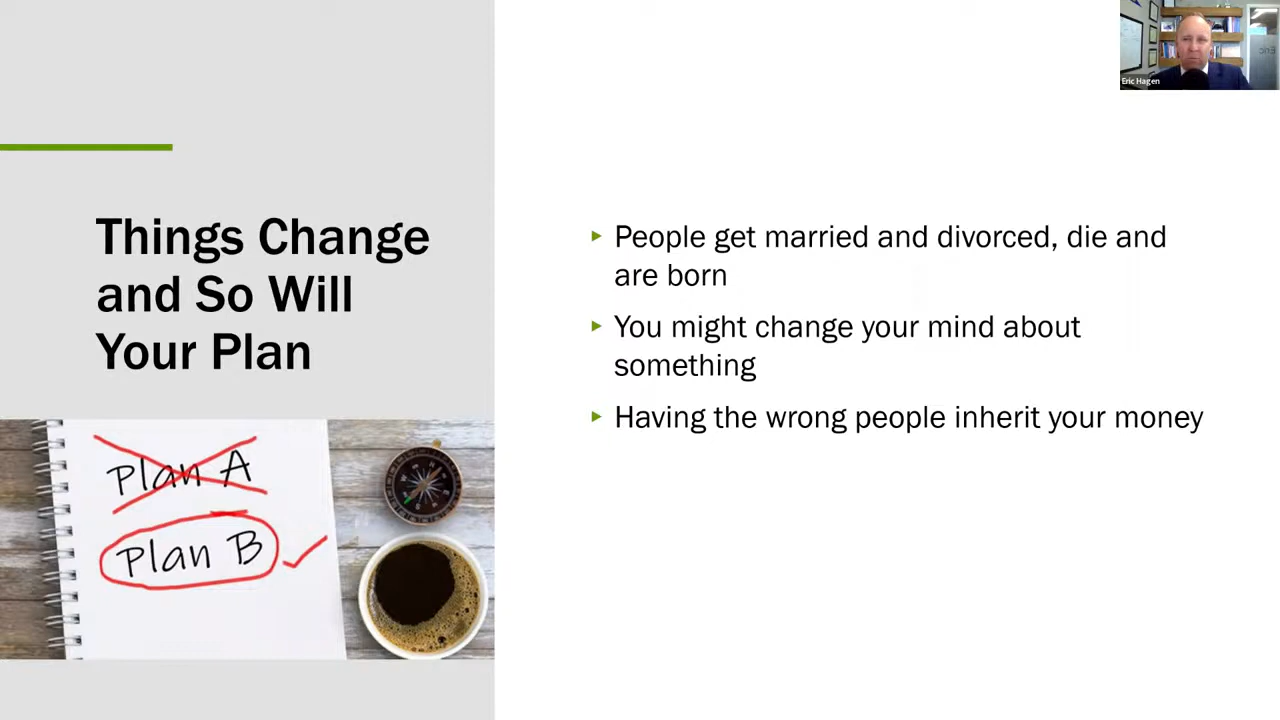 Eric Hagen
Things Change
and So Will
Your Plan
Plan A
Plan B
People get married and divorced, die and
are born
You might change your mind about
something
Having the wrong people inherit your money